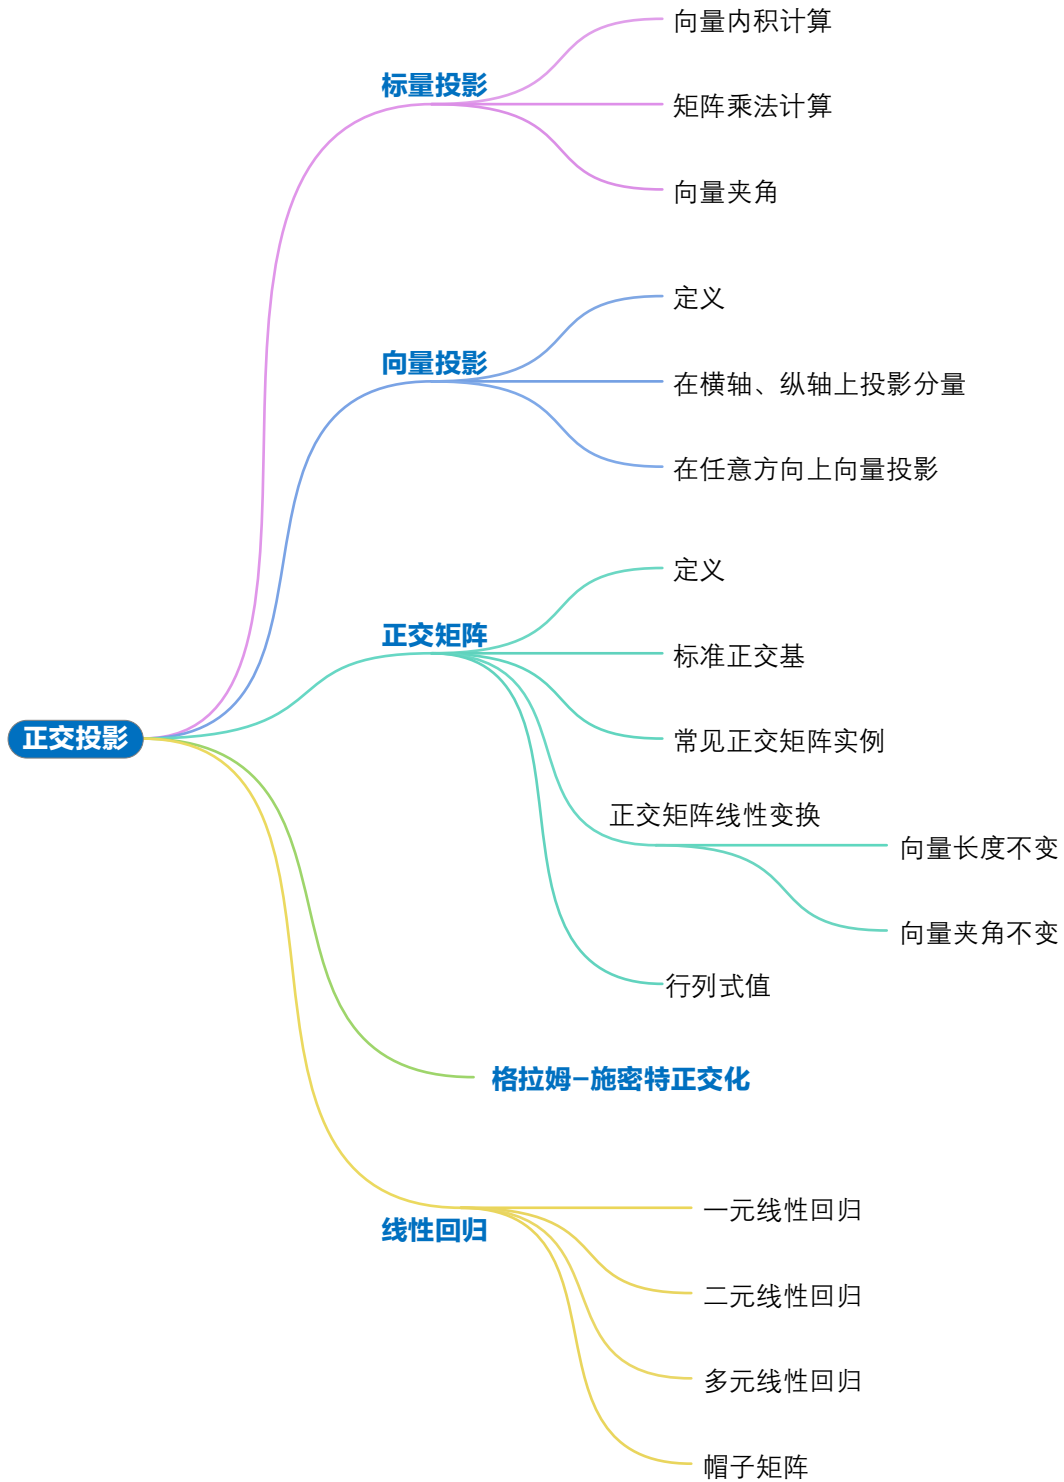 向量内积计算
标量投影
矩阵乘法计算
向量夹角
定义
向量投影
在横轴、纵轴上投影分量
在任意方向上向量投影
定义
正交矩阵
标准正交基
正交投影
常见正交矩阵实例
正交矩阵线性变换
向量长度不变
向量夹角不变
行列式值
格拉姆-施密特正交化
一元线性回归
线性回归
二元线性回归
多元线性回归
帽子矩阵